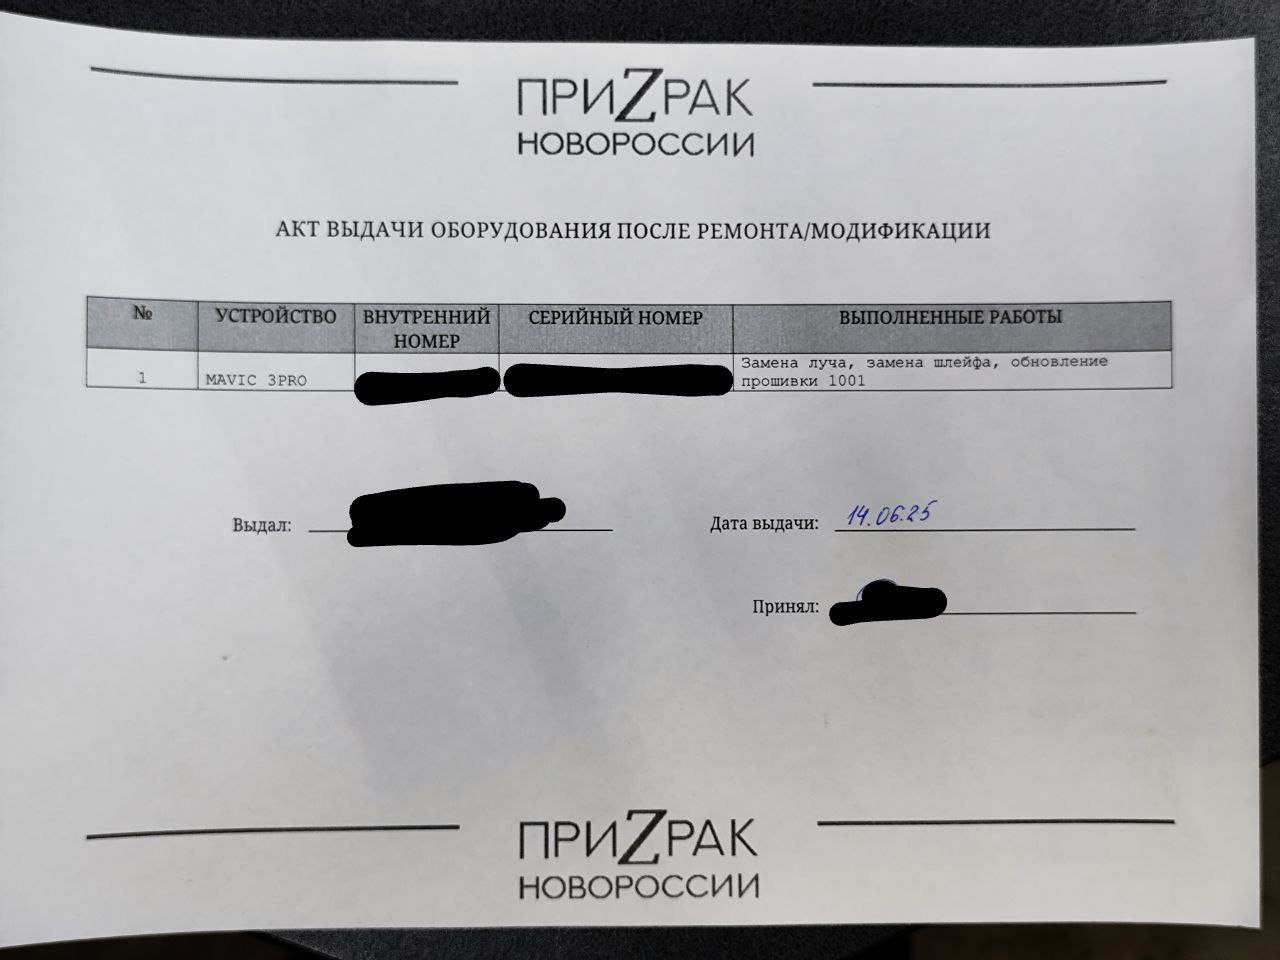 ПРИZРАК
НОВОРОССИИ
АКТ ВЫДАЧИ ОБОРУДОВАНИЯ ПОСЛЕ РЕМОНТА/МОДИФИКАЦИИ
№ УСТРОЙСТВО ВНУТРЕННИЙ НОМЕР СЕРИЙНЫЙ НОМЕР ВЫПОЛНЕННЫЕ РАБОТЫ
1 MAVIC 3PRO Замена луча, замена шлейфа, обновление
прошивки 1001
Выдал: Дата выдачи: 14.06.25
Принял:
ПРИZРАК
НОВОРОССИИ